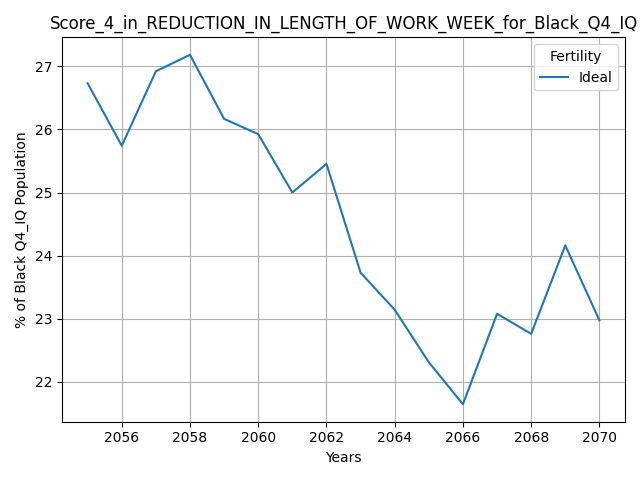 Score_4_in_REDUCTION_IN_LENGTH_OF_WORK_WEEK_for_Black_Q4_IQ
Fertility
Ideal
27
26
25
24
23
22
% of Black Q4_IQ Population
2056 2058 2060 2062 2064 2066 2068 2070
Years